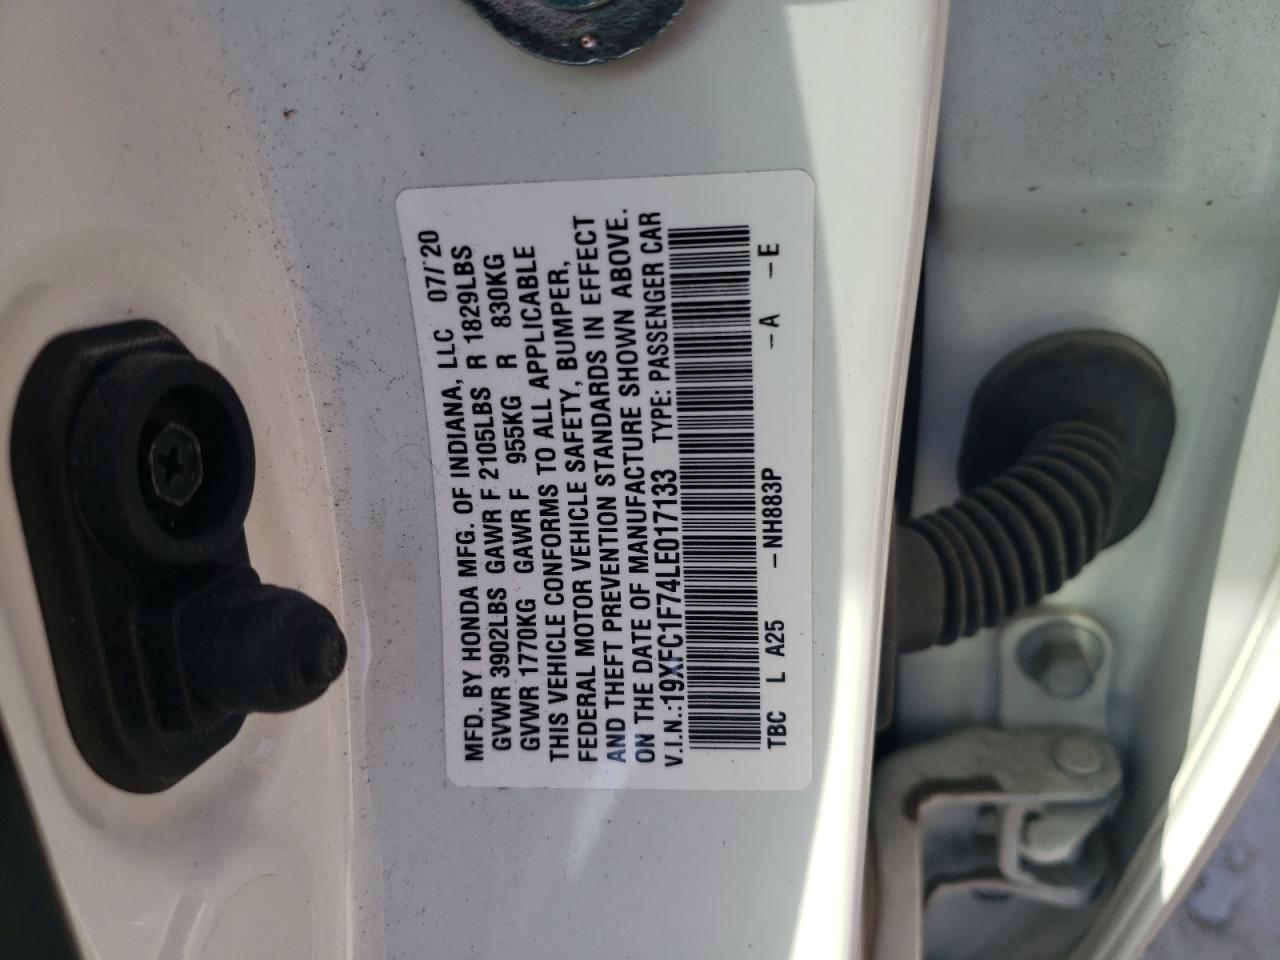 MFD. BY HONDA MFG. OF INDIANA, LLC 07/20
GVWR 3902LBS GAWR F 2105LBS R 1829LBS
GVWR 1770KG GAWR F 955KG R 830KG
THIS VEHICLE CONFORMS TO ALL APPLICABLE
FEDERAL MOTOR VEHICLE SAFETY, BUMPER,
AND THEFT PREVENTION STANDARDS IN EFFECT
ON THE DATE OF MANUFACTURE SHOWN ABOVE.
V.I.N.:19XFC1F74LE017133 TYPE: PASSENGER CAR
TBC L A25 -NH883P -A -E